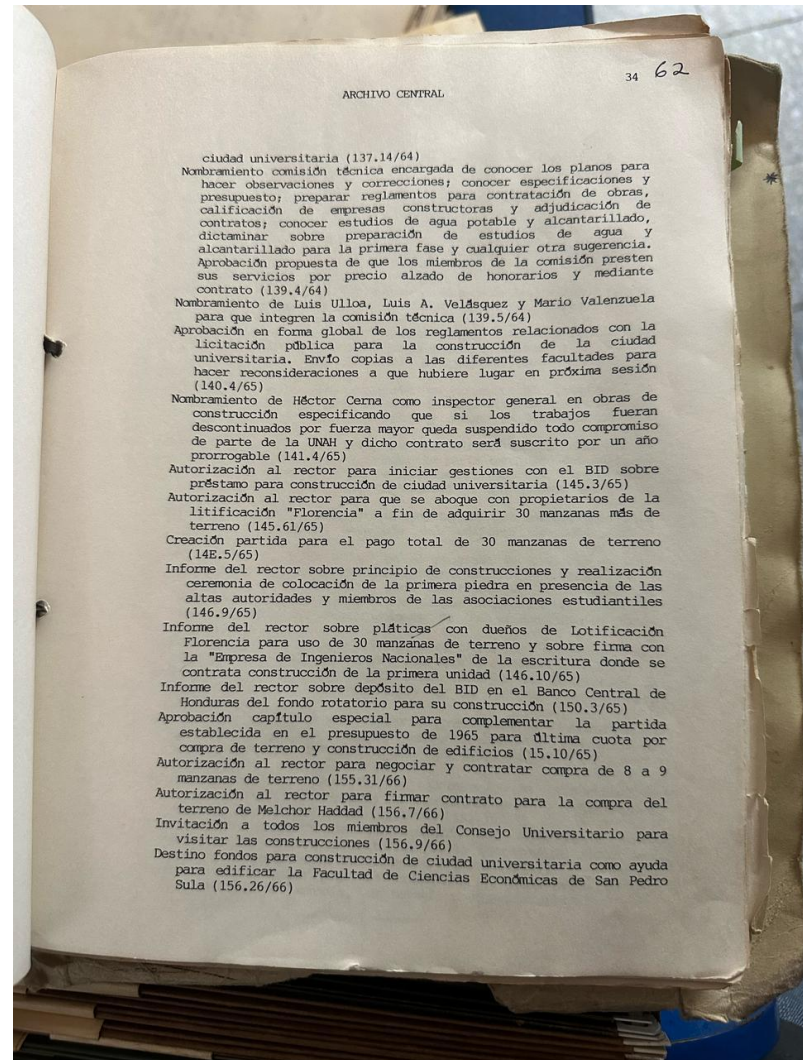 34 62
ARCHIVO CENTRAL
ciudad universitaria (137.14/64)
Nombramiento comisión técnica encargada de conocer los planos para
hacer observaciones y correcciones; conocer especificaciones y
presupuesto; preparar reglamentos para contratación de obras,
calificación de empresas constructoras y adjudicación de
contratos; conocer estudios de agua potable y alcantarillado,
dictaminar sobre preparación de estudios de agua y
alcantarillado para la primera fase y cualquier otra sugerencia.
Aprobación propuesta de que los miembros de la comisión presten
sus servicios por precio alzado de honorarios y mediante
contrato (139.4/64)
Nombramiento de Luis Ulloa, Luis A. Velásquez y Mario Valenzuela
para que integren la comisión técnica (139.5/64)
Aprobación en forma global de los reglamentos relacionados con la
licitación pública para la construcción de la ciudad
universitaria. Envío copias a las diferentes facultades para
hacer reconsideraciones a que hubiere lugar en próxima sesión
(140.4/65)
Nombramiento de Héctor Cerna como inspector general en obras de
construcción especificando que si los trabajos fueran
descontinuados por fuerza mayor queda suspendido todo compromiso
de parte de la UNAH y dicho contrato será suscrito por un año
prorrogable (141.4/65)
Autorización al rector para iniciar gestiones con el BID sobre
préstamo para construcción de ciudad universitaria (145.3/65)
Autorización al rector para que se aboque con propietarios de la
litificación "Florencia" a fin de adquirir 30 manzanas más de
terreno (145.61/65)
Creación partida para el pago total de 30 manzanas de terreno
(14E.5/65)
Informe del rector sobre principio de construcciones y realización
ceremonia de colocación de la primera piedra en presencia de las
altas autoridades y miembros de las asociaciones estudiantiles
(146.9/65)
Informe del rector sobre pláticas con dueños de Lotificación
Florencia para uso de 30 manzanas de terreno y sobre firma con
la "Empresa de Ingenieros Nacionales" de la escritura donde se
contrata construcción de la primera unidad (146.10/65)
Informe del rector sobre depósito del BID en el Banco Central de
Honduras del fondo rotatorio para su construcción (150.3/65)
Aprobación capítulo especial para complementar la partida
establecida en el presupuesto de 1965 para última cuota por
compra de terreno y construcción de edificios (15.10/65)
Autorización al rector para negociar y contratar compra de 8 a 9
manzanas de terreno (155.31/66)
Autorización al rector para firmar contrato para la compra del
terreno de Melchor Haddad (156.7/66)
Invitación a todos los miembros del Consejo Universitario para
visitar las construcciones (156.9/66)
Destino fondos para construcción de ciudad universitaria como ayuda
para edificar la Facultad de Ciencias Económicas de San Pedro
Sula (156.26/66)